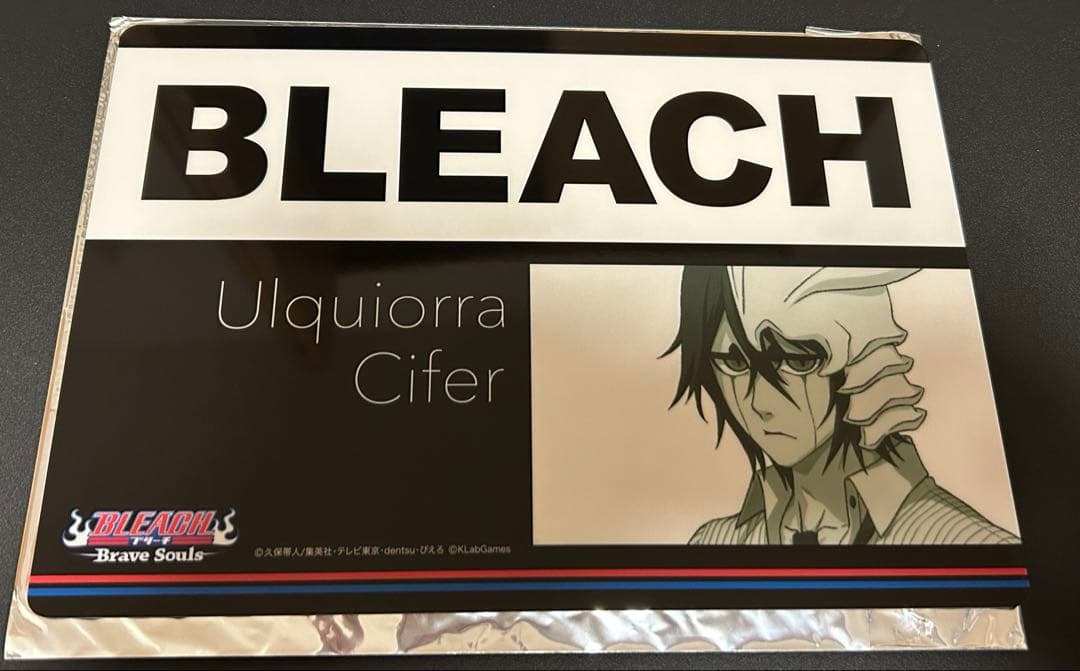 BLEACH
Ulquiorra
Cifer
BLEACH
ブリーチ
Brave Souls
©久保帯人/集英社・テレビ東京・dentsu・ぴえろ ©KLabGames